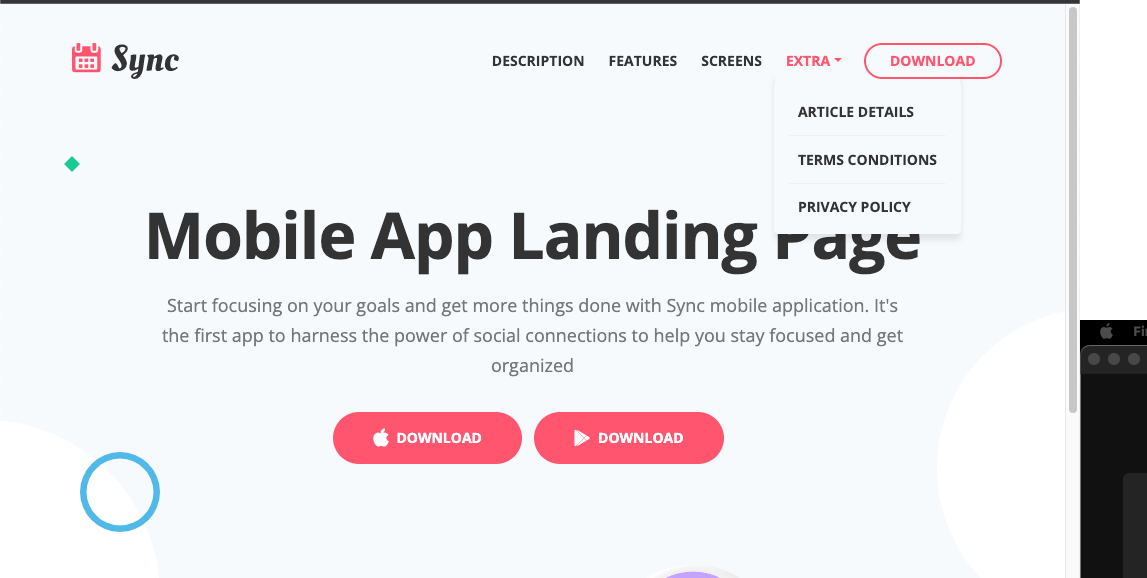 Sync
DESCRIPTION FEATURES SCREENS EXTRA DOWNLOAD
ARTICLE DETAILS
TERMS CONDITIONS
PRIVACY POLICY
Mobile App Landing Page
Start focusing on your goals and get more things done with Sync mobile application. It's
the first app to harness the power of social connections to help you stay focused and get
organized
DOWNLOAD DOWNLOAD